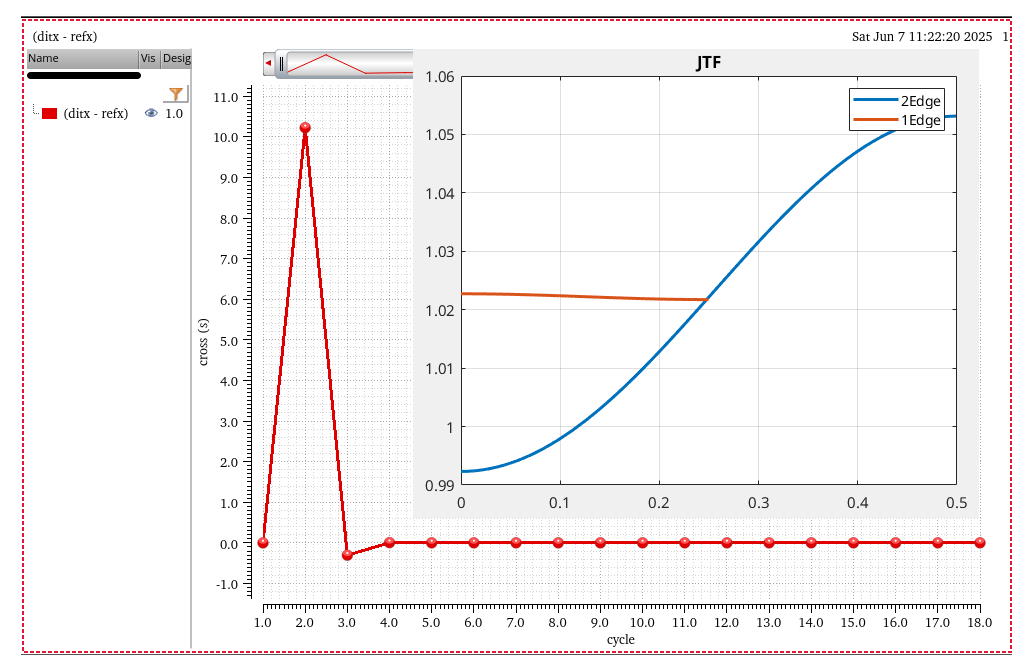 (ditx - refx)
Sat Jun 7 11:22:20 2025 1
Name Vis Desig
(ditx - refx) 1.0
JTF
2Edge
1Edge
1.06
1.05
1.04
1.03
1.02
1.01
1
0.99
0 0.1 0.2 0.3 0.4 0.5
cross (s)
11.0
10.0
9.0
8.0
7.0
6.0
5.0
4.0
3.0
2.0
1.0
0.0
-1.0
1.0 2.0 3.0 4.0 5.0 6.0 7.0 8.0 9.0 10.0 11.0 12.0 13.0 14.0 15.0 16.0 17.0 18.0
cycle